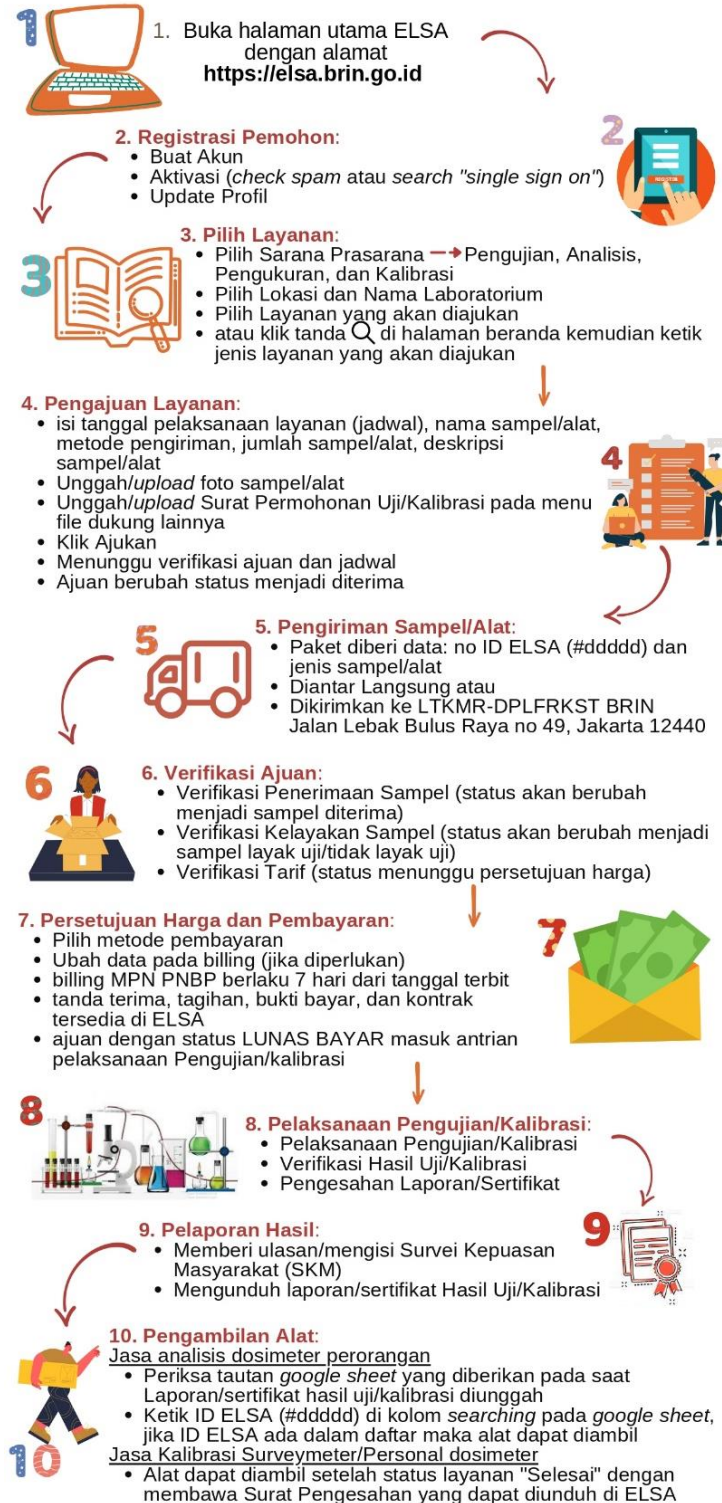 1
1. Buka halaman utama ELSA
dengan alamat
https://elsa.brin.go.id
2
2. Registrasi Pemohon:
• Buat Akun
• Aktivasi (check spam atau search "single sign on")
• Update Profil
3
3. Pilih Layanan:
• Pilih Sarana Prasarana → Pengujian, Analisis,
Pengukuran, dan Kalibrasi
• Pilih Lokasi dan Nama Laboratorium
• Pilih Layanan yang akan diajukan
• atau klik tanda di halaman beranda kemudian ketik
jenis layanan yang akan diajukan
4. Pengajuan Layanan:
• isi tanggal pelaksanaan layanan (jadwal), nama sampel/alat,
metode pengiriman, jumlah sampel/alat, deskripsi
sampel/alat
• Unggah/upload foto sampel/alat
• Unggah/upload Surat Permohonan Uji/Kalibrasi pada menu
file dukung lainnya
• Klik Ajukan
• Menunggu verifikasi ajuan dan jadwal
• Ajuan berubah status menjadi diterima
4
5
5. Pengiriman Sampel/Alat:
• Paket diberi data: no ID ELSA (#ddddd) dan
jenis sampel/alat
• Diantar Langsung atau
• Dikirimkan ke LTKMR-DPLFRKST BRIN
Jalan Lebak Bulus Raya no 49, Jakarta 12440
6
6. Verifikasi Ajuan:
• Verifikasi Penerimaan Sampel (status akan berubah
menjadi sampel diterima)
• Verifikasi Kelayakan Sampel (status akan berubah menjadi
sampel layak uji/tidak layak uji)
• Verifikasi Tarif (status menunggu persetujuan harga)
7. Persetujuan Harga dan Pembayaran:
• Pilih metode pembayaran
• Ubah data pada billing (jika diperlukan)
• billing MPN PNBP berlaku 7 hari dari tanggal terbit
• tanda terima, tagihan, bukti bayar, dan kontrak
tersedia di ELSA
• ajuan dengan status LUNAS BAYAR masuk antrian
pelaksanaan Pengujian/kalibrasi
7
8
8. Pelaksanaan Pengujian/Kalibrasi:
• Pelaksanaan Pengujian/Kalibrasi
• Verifikasi Hasil Uji/Kalibrasi
• Pengesahan Laporan/Sertifikat
9. Pelaporan Hasil:
• Memberi ulasan/mengisi Survei Kepuasan
Masyarakat (SKM)
• Mengunduh laporan/sertifikat Hasil Uji/Kalibrasi
9
10. Pengambilan Alat:
Jasa analisis dosimeter perorangan
• Periksa tautan google sheet yang diberikan pada saat
Laporan/sertifikat hasil uji/kalibrasi diunggah
• Ketik ID ELSA (#ddddd) di kolom searching pada google sheet,
jika ID ELSA ada dalam daftar maka alat dapat diambil
Jasa Kalibrasi Surveymeter/Personal dosimeter
• Alat dapat diambil setelah status layanan "Selesai" dengan
membawa Surat Pengesahan yang dapat diunduh di ELSA
10